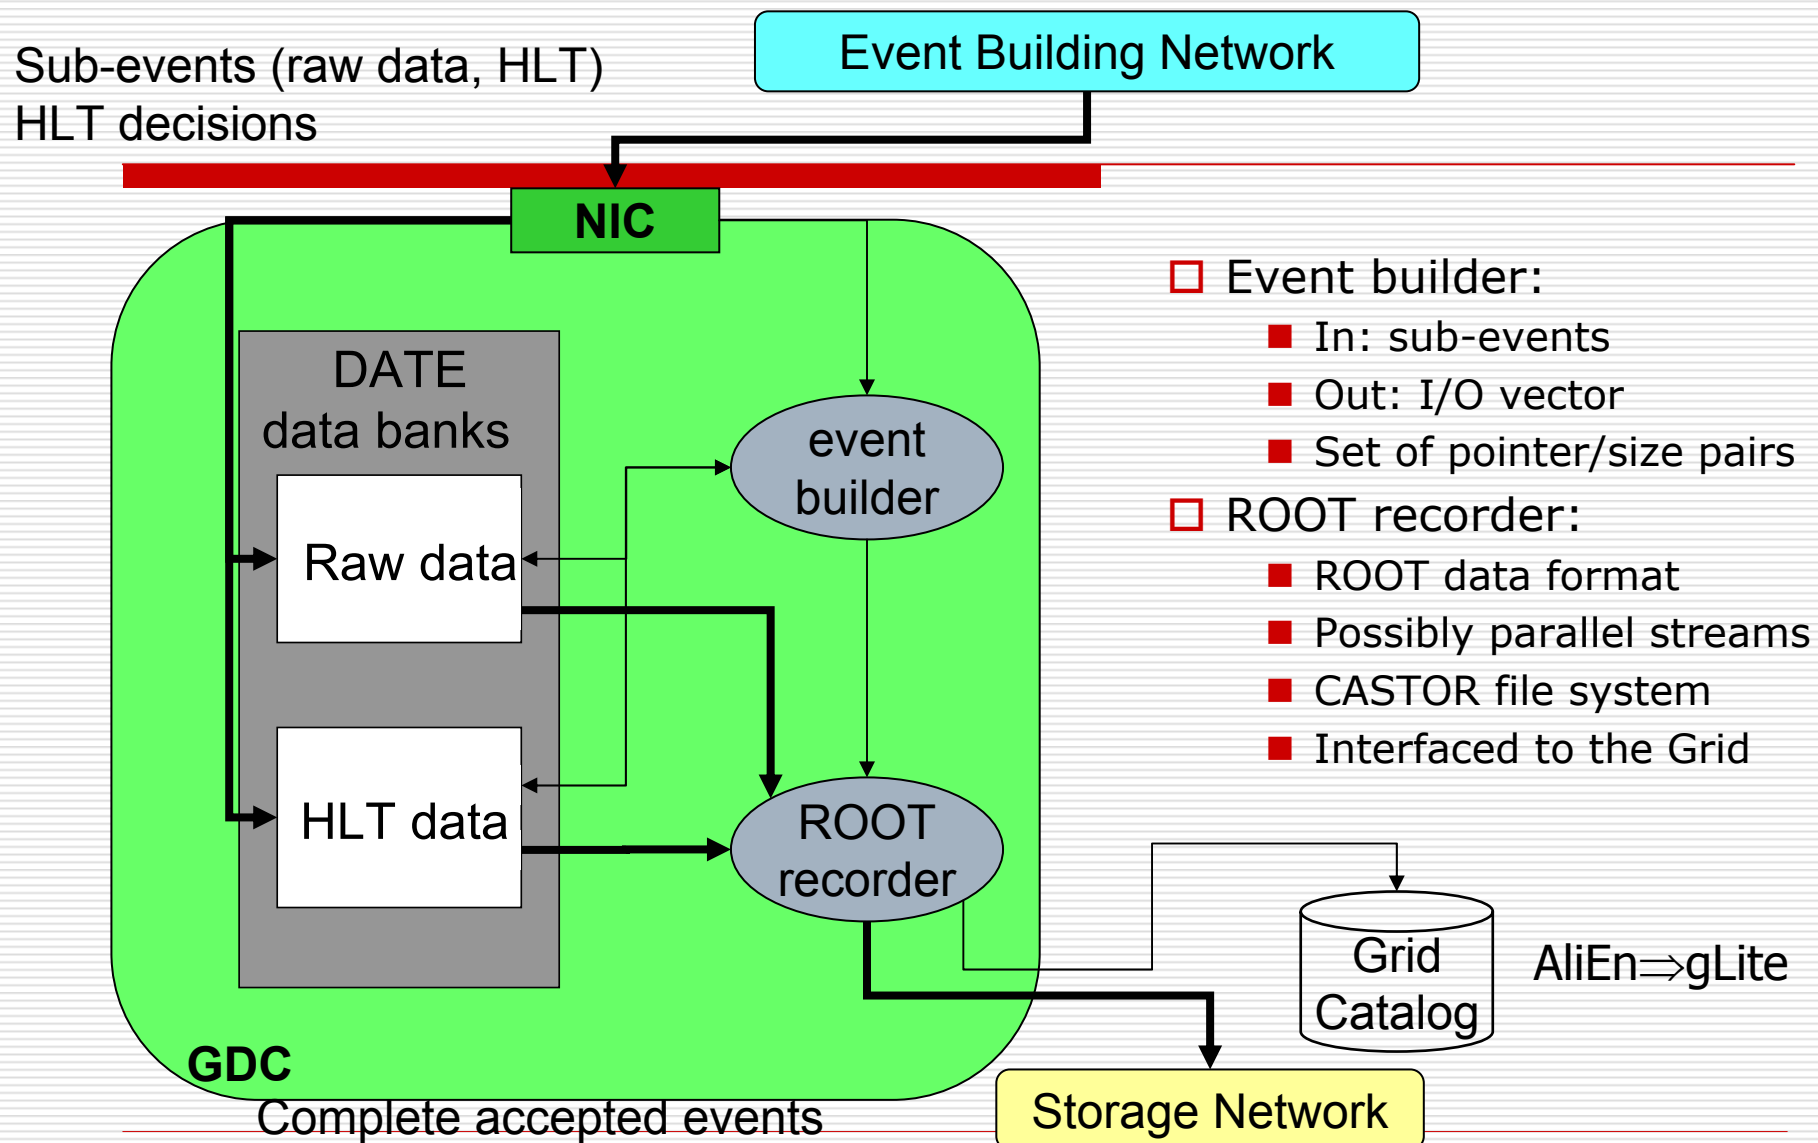 Event Building Network
Sub-events (raw data, HLT)
HLT decisions
NIC
DATE
data banks
event
builder
Raw data
HLT data
ROOT
recorder
GDC
Complete accepted events
Event builder:
In: sub-events
Out: I/O vector
Set of pointer/size pairs
ROOT recorder:
ROOT data format
Possibly parallel streams
CASTOR file system
Interfaced to the Grid
Grid
Catalog
AliEn⇒gLite
Storage Network